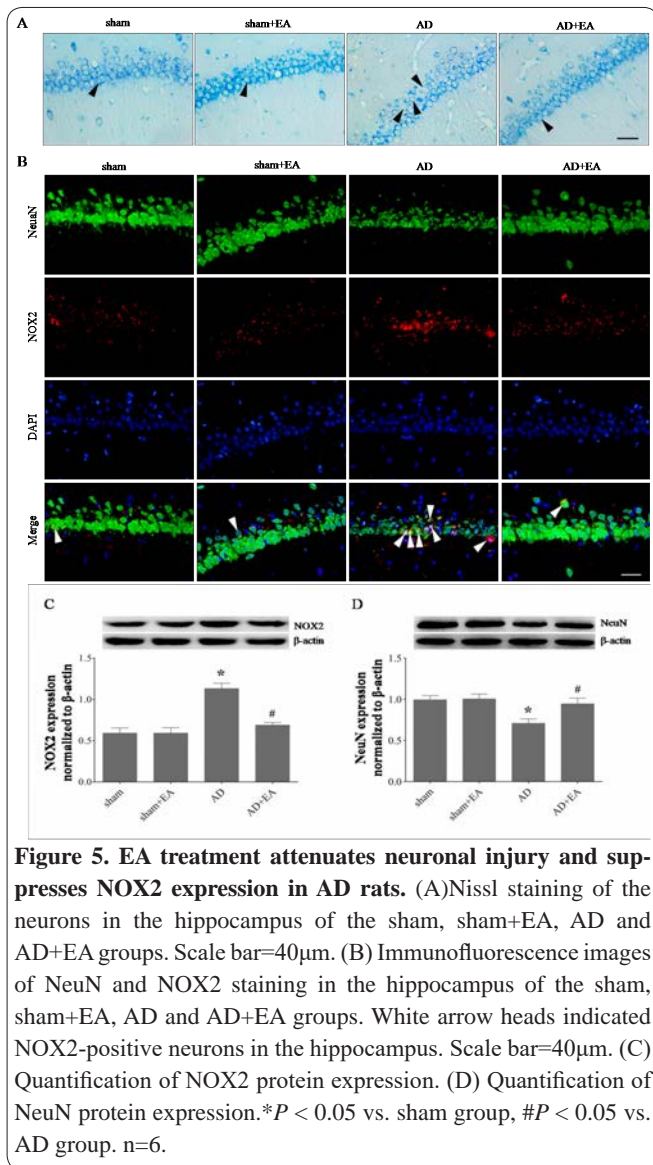 A
sham
sham+EA
AD
AD+EA
B
sham
sham+EA
AD
AD+EA
NeuaN
NOX2
DAPI
Merge
C
NOX2
β-actin
NOX2 expression
normalized to β-actin
1.5
1.0
0.5
0.0
*
#
sham
sham+EA
AD
AD+EA
D
NeuN
β-actin
NeuN expression
normalized to β-actin
1.5
1.0
0.5
0.0
*
#
sham
sham+EA
AD
AD+EA
Figure 5. EA treatment attenuates neuronal injury and sup-
presses NOX2 expression in AD rats. (A)Nissl staining of the
neurons in the hippocampus of the sham, sham+EA, AD and
AD+EA groups. Scale bar=40μm. (B) Immunofluorescence images
of NeuN and NOX2 staining in the hippocampus of the sham,
sham+EA, AD and AD+EA groups. White arrow heads indicated
NOX2-positive neurons in the hippocampus. Scale bar=40μm. (C)
Quantification of NOX2 protein expression. (D) Quantification of
NeuN protein expression.*P < 0.05 vs. sham group, #P < 0.05 vs.
AD group. n=6.